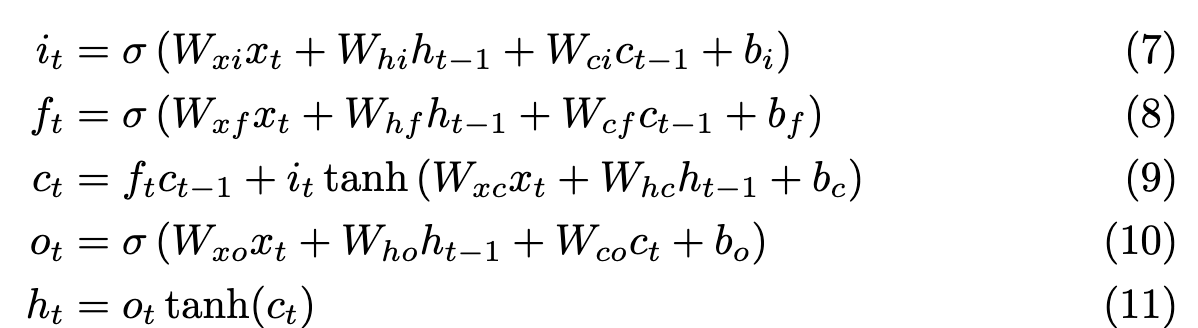 i_t = σ (W_{xi}x_t + W_{hi}h_{t−1} + W_{ci}c_{t−1} + b_i) (7)
f_t = σ (W_{xf}x_t + W_{hf}h_{t−1} + W_{cf}c_{t−1} + b_f) (8)
c_t = f_tc_{t−1} + i_t tanh (W_{xc}x_t + W_{hc}h_{t−1} + b_c) (9)
o_t = σ (W_{xo}x_t + W_{ho}h_{t−1} + W_{co}c_t + b_o) (10)
h_t = o_t tanh(c_t) (11)